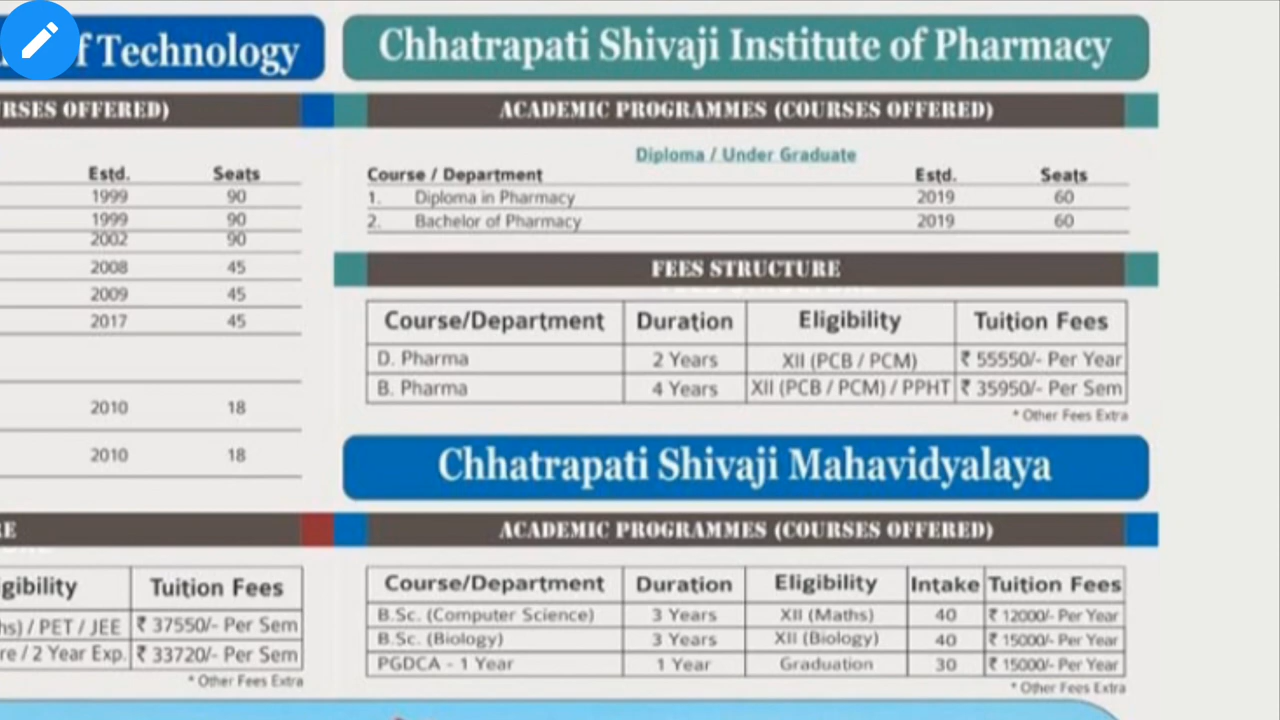 f Technology
RSES OFFERED)
Estd. Seats
1999 90
1999 90
2002 90
2008 45
2009 45
2017 45
2010 18
2010 18
RE
gibility Tuition Fees
hs) / PET / JEE ₹ 37550/- Per Sem
re / 2 Year Exp. ₹ 33720/- Per Sem
* Other Fees Extra
Chhatrapati Shivaji Institute of Pharmacy
ACADEMIC PROGRAMMES (COURSES OFFERED)
Diploma / Under Graduate
Course / Department Estd. Seats
1. Diploma in Pharmacy 2019 60
2. Bachelor of Pharmacy 2019 60
FEES STRUCTURE
Course/Department Duration Eligibility Tuition Fees
D. Pharma 2 Years XII (PCB / PCM) ₹ 55550/- Per Year
B. Pharma 4 Years XII (PCB / PCM) / PPHT ₹ 35950/- Per Sem
* Other Fees Extra
Chhatrapati Shivaji Mahavidyalaya
ACADEMIC PROGRAMMES (COURSES OFFERED)
Course/Department Duration Eligibility Intake Tuition Fees
B.Sc. (Computer Science) 3 Years XII (Maths) 40 ₹ 12000/- Per Year
B.Sc. (Biology) 3 Years XII (Biology) 40 ₹ 15000/- Per Year
PGDCA - 1 Year 1 Year Graduation 30 ₹ 15000/- Per Year
* Other Fees Extra